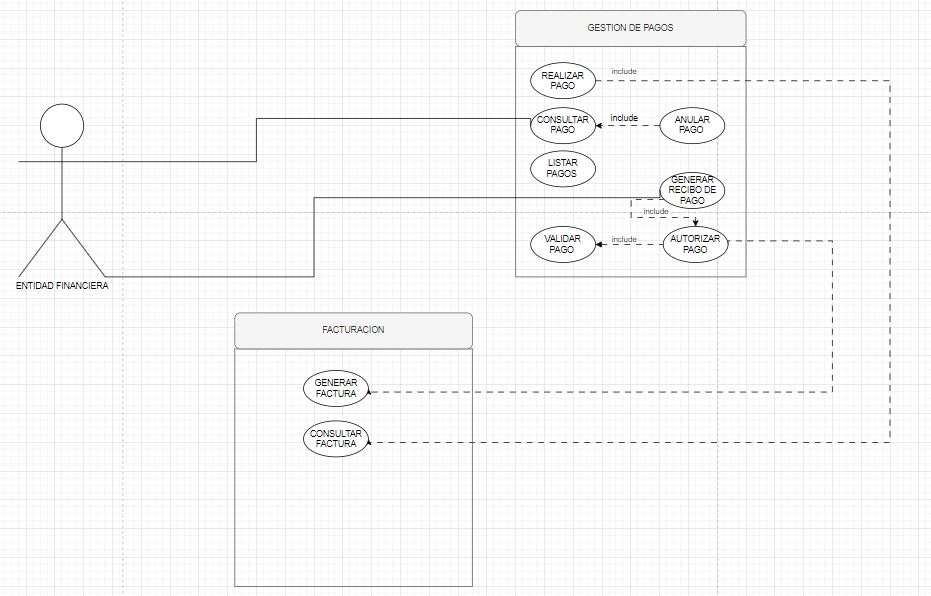 GESTION DE PAGOS
REALIZAR
PAGO
include
CONSULTAR
PAGO
include
ANULAR
PAGO
LISTAR
PAGOS
GENERAR
RECIBO DE
PAGO
include
VALIDAR
PAGO
include
AUTORIZAR
PAGO
ENTIDAD FINANCIERA
FACTURACION
GENERAR
FACTURA
CONSULTAR
FACTURA